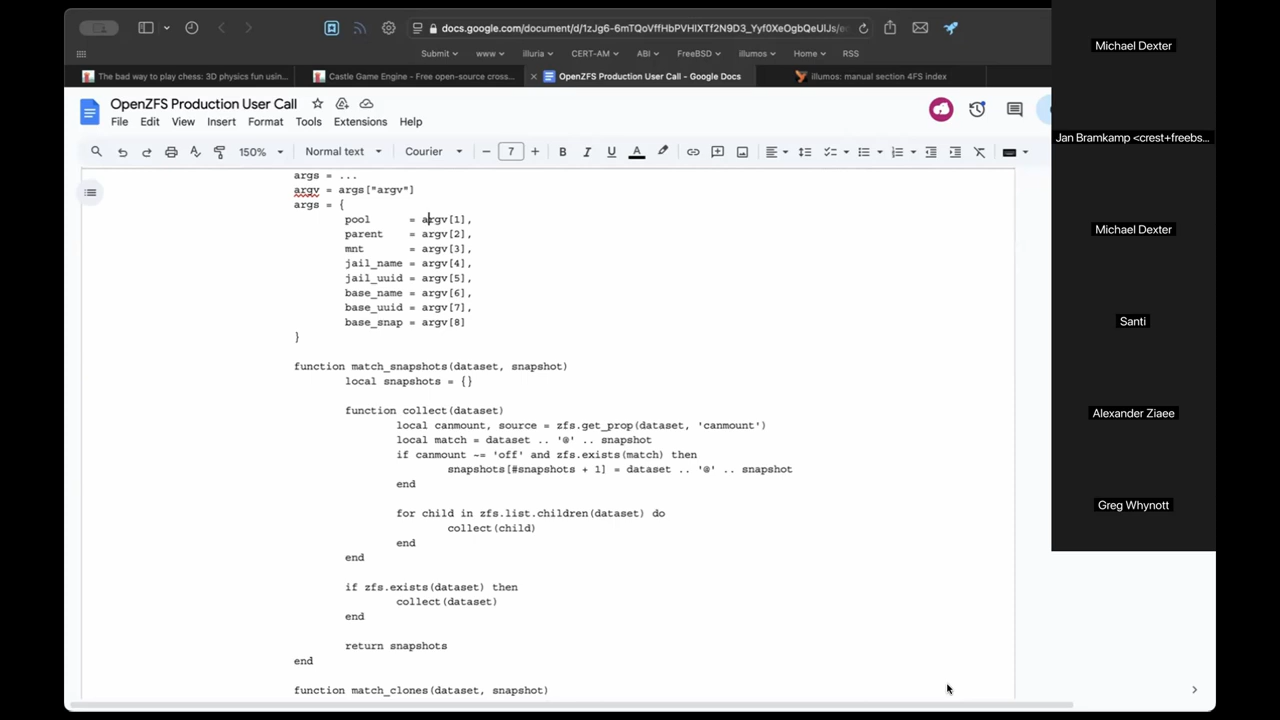 docs.google.com/document/d/1zJg6-6mTQoVffHbPVHIXTf2N9D3_Yyf0XeOgbQeUIJs/e
Submit www illuria CERT-AM ABI FreeBSD illumos Home RSS
The bad way to play chess: 3D physics fun usin...
Castle Game Engine - Free open-source cross...
OpenZFS Production User Call - Google Docs
illumos: manual section 4FS index
OpenZFS Production User Call
File Edit View Insert Format Tools Extensions Help
150% Normal text Courier 7
args = ...
argv = args["argv"]
args = {
pool = argv[1],
parent = argv[2],
mnt = argv[3],
jail_name = argv[4],
jail_uuid = argv[5],
base_name = argv[6],
base_uuid = argv[7],
base_snap = argv[8]
}
function match_snapshots(dataset, snapshot)
local snapshots = {}
function collect(dataset)
local canmount, source = zfs.get_prop(dataset, 'canmount')
local match = dataset .. '@' .. snapshot
if canmount ~= 'off' and zfs.exists(match) then
snapshots[#snapshots + 1] = dataset .. '@' .. snapshot
end
for child in zfs.list.children(dataset) do
collect(child)
end
end
if zfs.exists(dataset) then
collect(dataset)
end
return snapshots
end
function match_clones(dataset, snapshot)
Michael Dexter
Jan Bramkamp <crest+freebs...
Michael Dexter
Santi
Alexander Ziaee
Greg Whynott